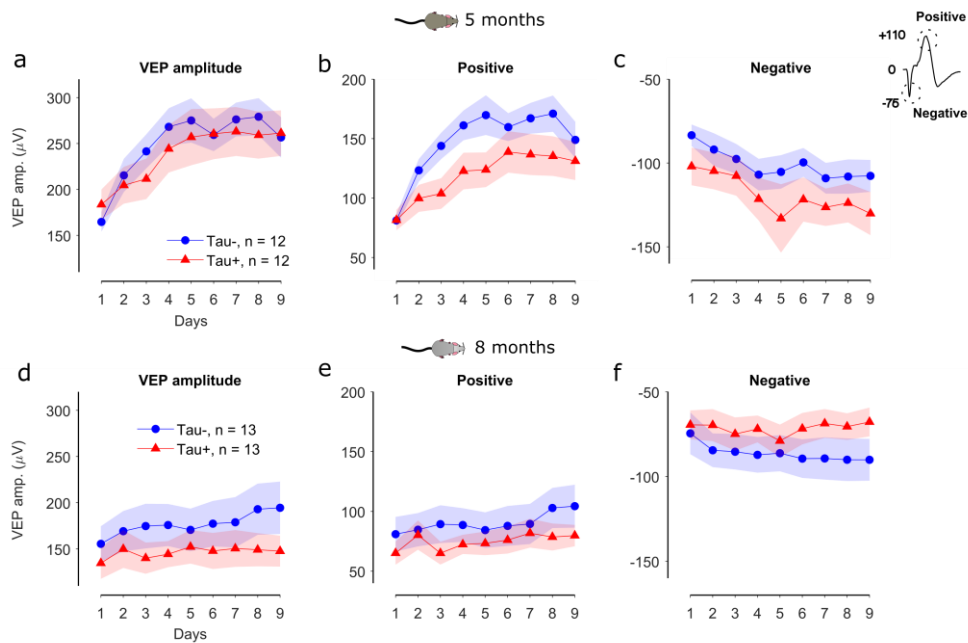 5 months
Positive
+110
0
-75
Negative
a
VEP amplitude
VEP amp. (μV)
300
250
200
150
Tau-, n = 12
Tau+, n = 12
1 2 3 4 5 6 7 8 9
Days
b
Positive
200
150
100
50
1 2 3 4 5 6 7 8 9
c
Negative
-50
-100
-150
1 2 3 4 5 6 7 8 9
8 months
d
VEP amplitude
VEP amp. (μV)
300
250
200
150
Tau-, n = 13
Tau+, n = 13
1 2 3 4 5 6 7 8 9
Days
e
Positive
200
150
100
50
1 2 3 4 5 6 7 8 9
f
Negative
-50
-100
-150
1 2 3 4 5 6 7 8 9